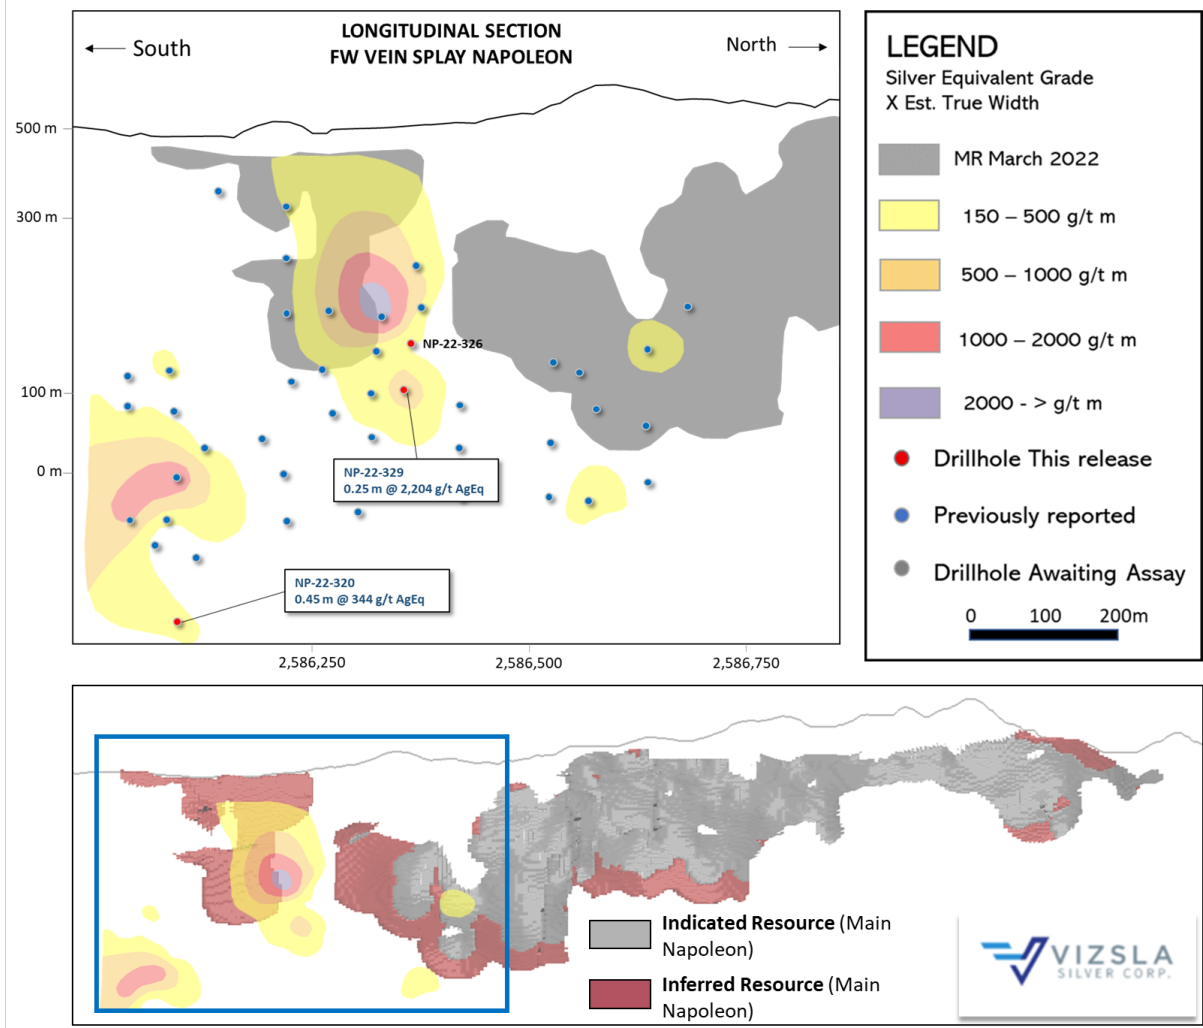 LONGITUDINAL SECTION
FW VEIN SPLAY NAPOLEON
South
North
500 m
300 m
100 m
0 m
NP-22-326
NP-22-329
0.25 m @ 2,204 g/t AgEq
NP-22-320
0.45 m @ 344 g/t AgEq
2,586,250
2,586,500
2,586,750
LEGEND
Silver Equivalent Grade
X Est. True Width
MR March 2022
150 – 500 g/t m
500 – 1000 g/t m
1000 – 2000 g/t m
2000 - > g/t m
Drillhole This release
Previously reported
Drillhole Awaiting Assay
0 100 200m
Indicated Resource (Main
Napoleon)
Inferred Resource (Main
Napoleon)
VIZSLA
SILVER CORP.